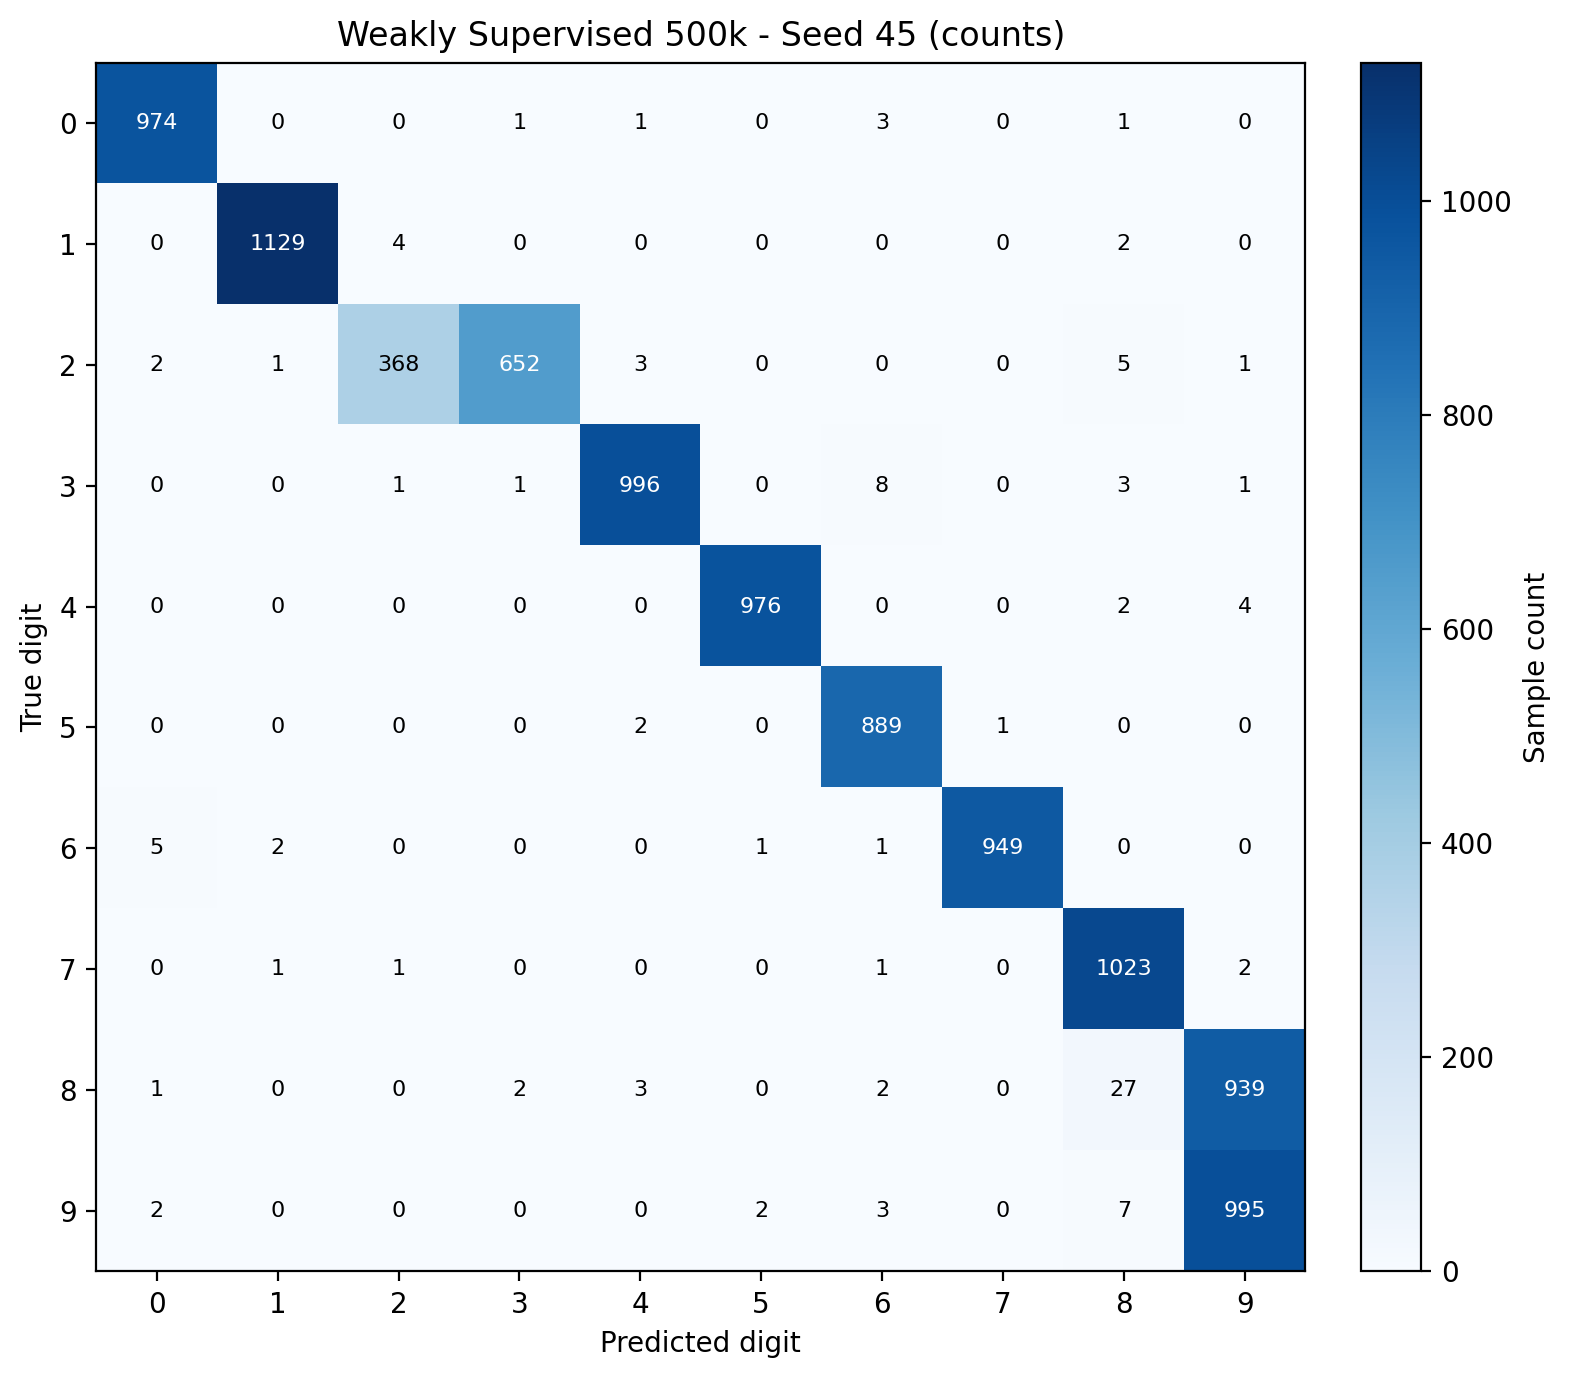 Weakly Supervised 500k - Seed 45 (counts)
0 974 0 0 1 1 0 3 0 1 0
1 0 1129 4 0 0 0 0 0 2 0
2 2 1 368 652 3 0 0 0 5 1
3 0 0 1 1 996 0 8 0 3 1
4 0 0 0 0 0 976 0 0 2 4
5 0 0 0 0 2 0 889 1 0 0
6 5 2 0 0 0 1 1 949 0 0
7 0 1 1 0 0 0 1 0 1023 2
8 1 0 0 2 3 0 2 0 27 939
9 2 0 0 0 0 2 3 0 7 995
0 1 2 3 4 5 6 7 8 9
Predicted digit
True digit
1000
800
600
400
200
0
Sample count